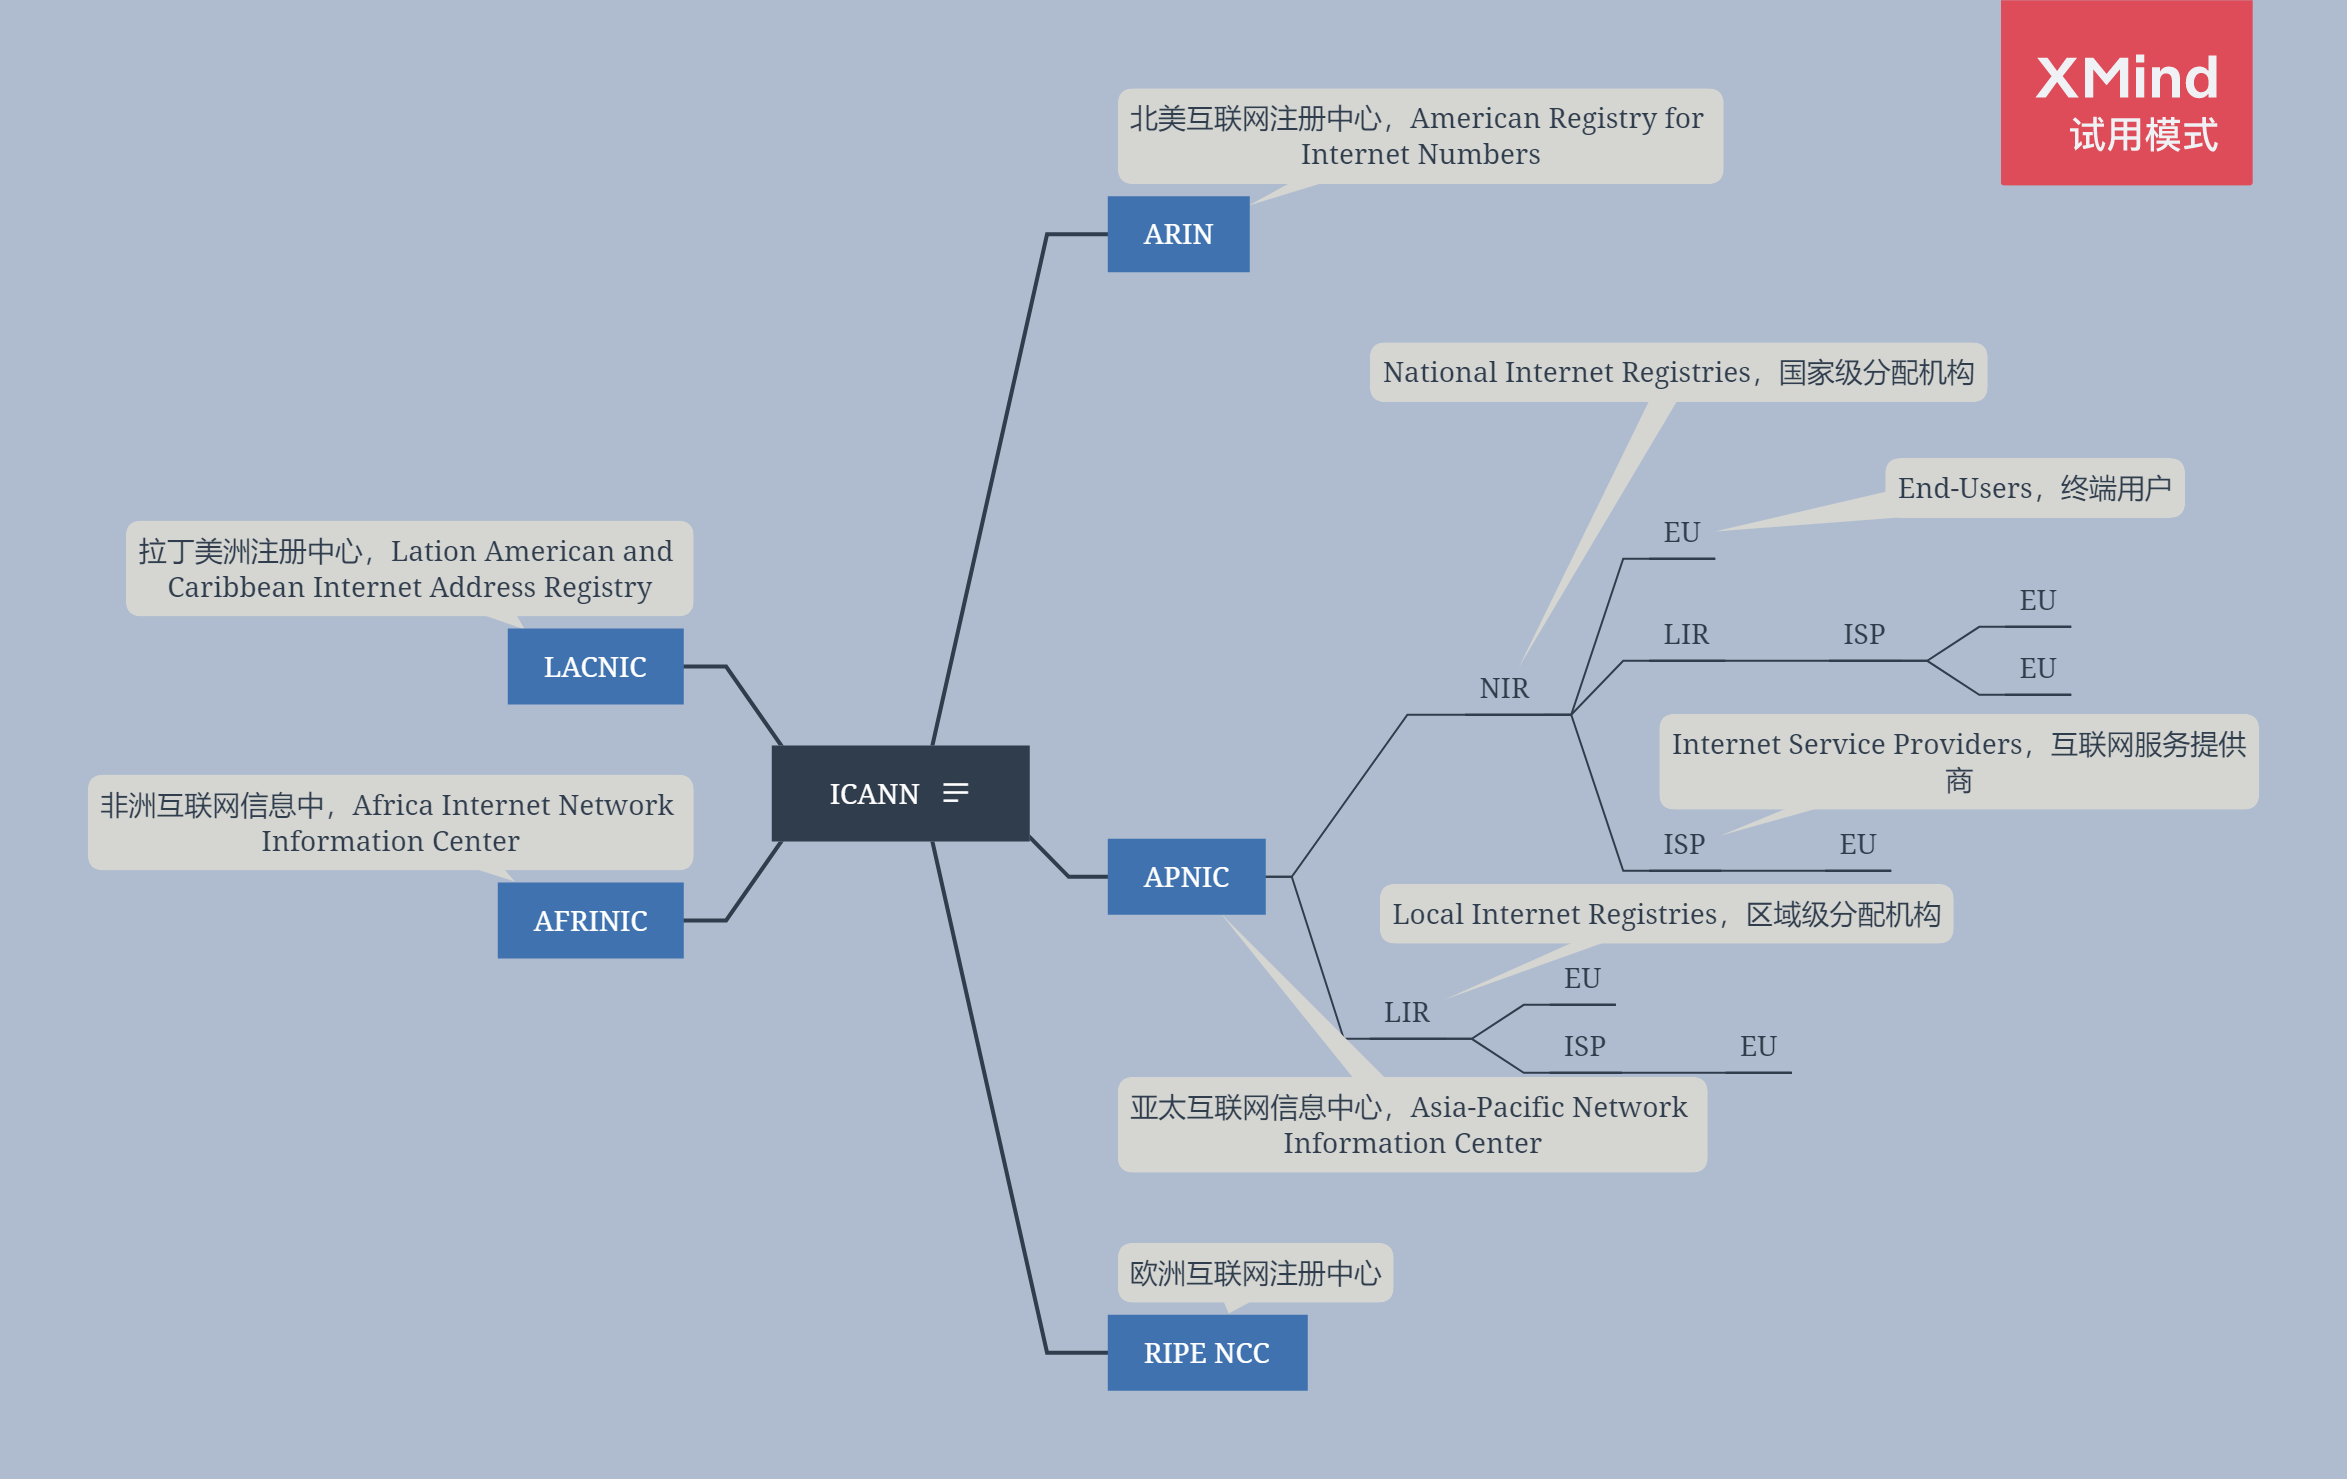 XMind
试用模式
北美互联网注册中心，American Registry for
Internet Numbers
ARIN
National Internet Registries，国家级分配机构
End-Users，终端用户
EU
拉丁美洲注册中心，Lation American and
Caribbean Internet Address Registry
EU
LIR
ISP
LACNIC
EU
NIR
Internet Service Providers，互联网服务提供
商
ICANN
非洲互联网信息中，Africa Internet Network
Information Center
ISP
EU
APNIC
AFRINIC
Local Internet Registries，区域级分配机构
EU
LIR
ISP
EU
亚太互联网信息中心，Asia-Pacific Network
Information Center
欧洲互联网注册中心
RIPE NCC